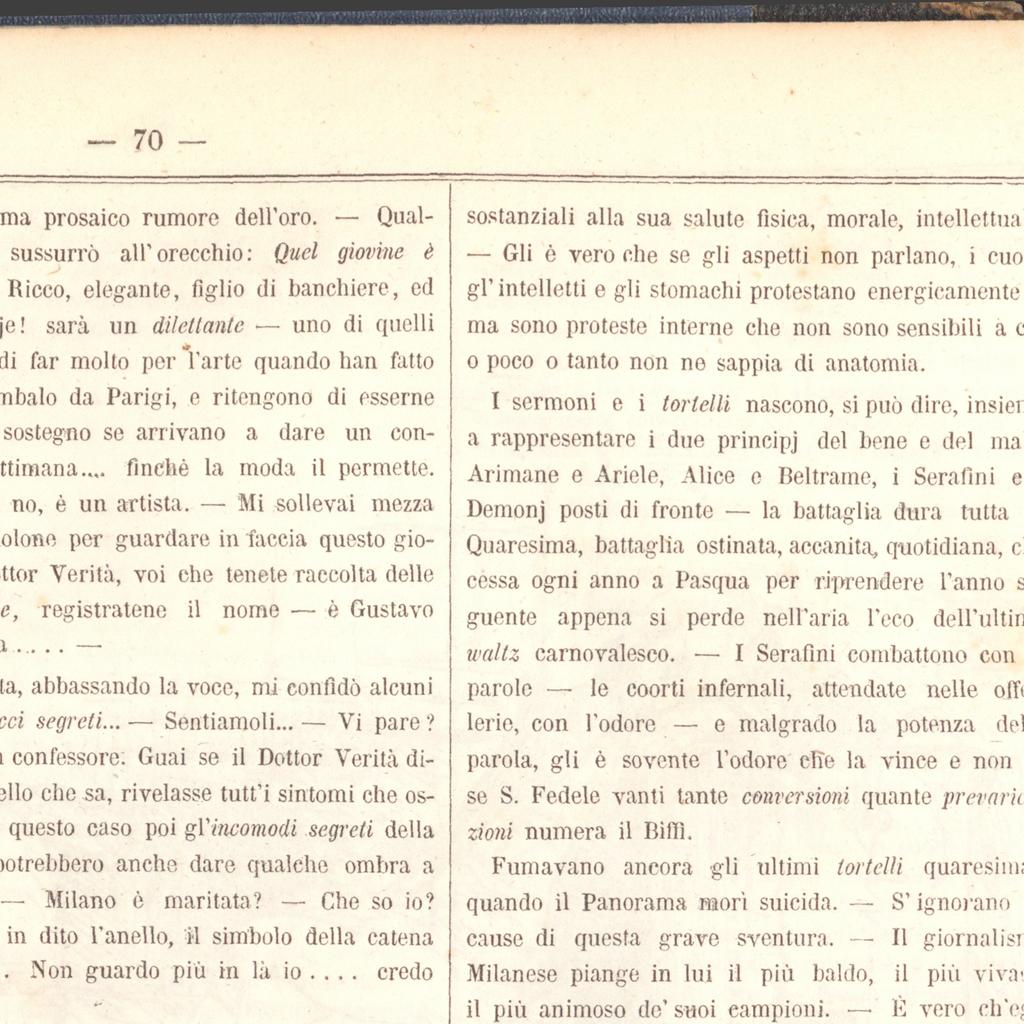 — 70 —
ma prosaico rumore dell'oro. — Qual-
sussurrò all'orecchio: Quel giovine è
Ricco, elegante, figlio di banchiere, ed
je! sarà un dilettante — uno di quelli
di far molto per l'arte quando han fatto
mbalo da Parigi, e ritengono di esserne
sostegno se arrivano a dare un con-
ttimana.... finchè la moda il permette.
no, è un artista. — Mi sollevai mezza
olone per guardare in faccia questo gio-
ottor Verità, voi che tenete raccolta delle
e, registratene il nome — è Gustavo
a..... —
ta, abbassando la voce, mi confidò alcuni
cci segreti... — Sentiamoli... — Vi pare?
n confessore. Guai se il Dottor Verità di-
ello che sa, rivelasse tutt'i sintomi che os-
questo caso poi gl'incomodi segreti della
potrebbero anche dare qualche ombra a
— Milano è maritata? — Che so io?
in dito l'anello, il simbolo della catena
. Non guardo più in là io .... credo
sostanziali alla sua salute fisica, morale, intellettua
— Gli è vero che se gli aspetti non parlano, i cuo
gl'intelletti e gli stomachi protestano energicamente
ma sono proteste interne che non sono sensibili a c
o poco o tanto non ne sappia di anatomia.
I sermoni e i tortelli nascono, si può dire, insiem
a rappresentare i due principj del bene e del ma
Arimane e Ariele, Alice e Beltrame, i Serafini e
Demonj posti di fronte — la battaglia dura tutta
Quaresima, battaglia ostinata, accanita, quotidiana, c
cessa ogni anno a Pasqua per riprendere l'anno s
guente appena si perde nell'aria l'eco dell'ultim
waltz carnovalesco. — I Serafini combattono con
parole — le coorti infernali, attendate nelle offe
lerie, con l'odore — e malgrado la potenza del
parola, gli è sovente l'odore che la vince e non
se S. Fedele vanti tante conversioni quante prevaric
zioni numera il Biffi.
Fumavano ancora gli ultimi tortelli quaresima
quando il Panorama morì suicida. — S'ignorano
cause di questa grave sventura. — Il giornalism
Milanese piange in lui il più baldo, il più viva
il più animoso de' suoi campioni. — È vero ch'eg